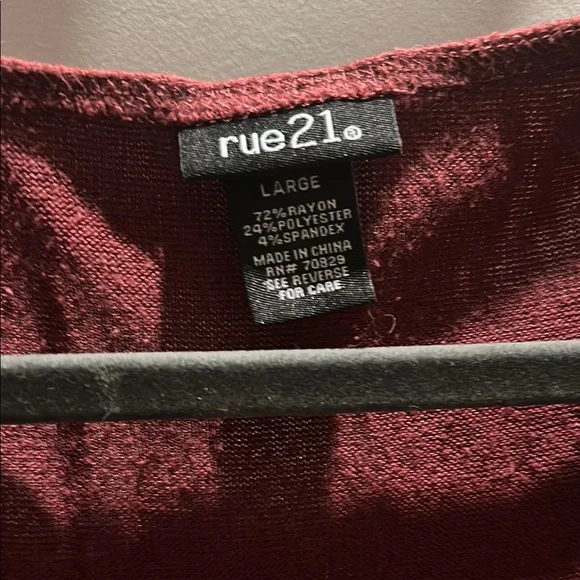 rue21®
LARGE
72%RAYON
24%POLYESTER
4%SPANDEX
MADE IN CHINA
RN# 70829
SEE REVERSE
FOR CARE